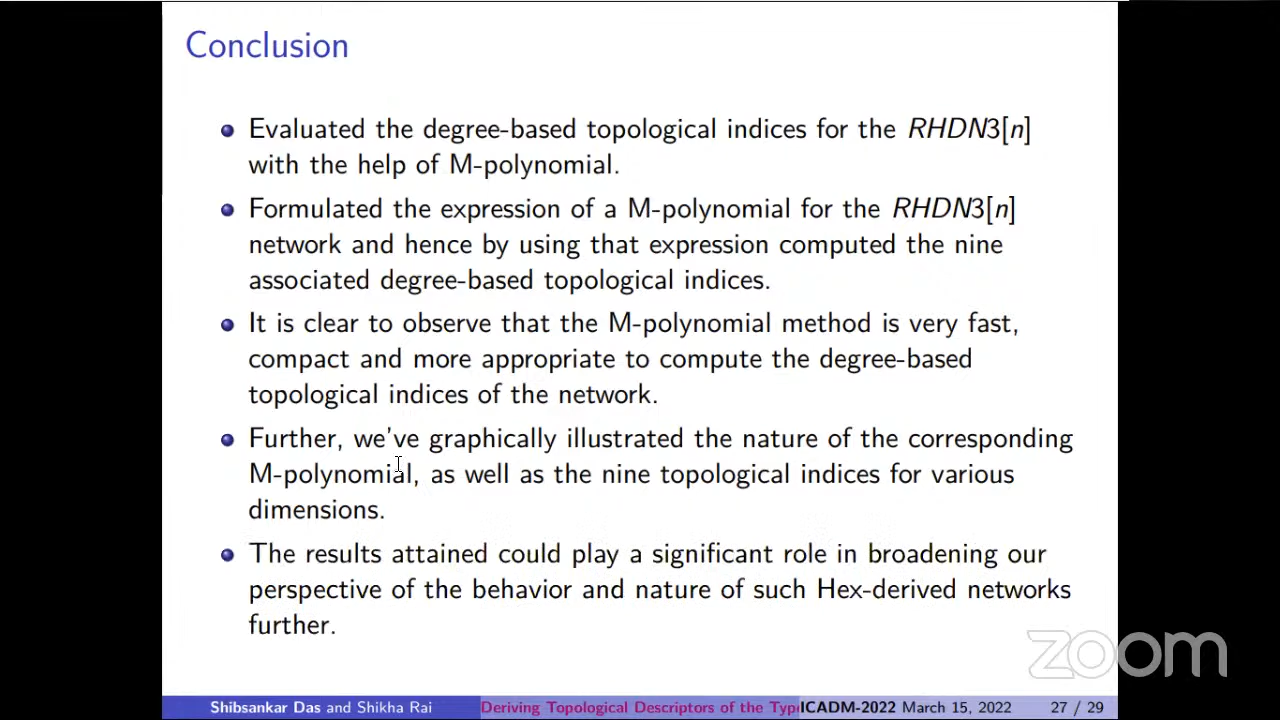 Conclusion
Evaluated the degree-based topological indices for the RHDN3[n]
with the help of M-polynomial.
Formulated the expression of a M-polynomial for the RHDN3[n]
network and hence by using that expression computed the nine
associated degree-based topological indices.
It is clear to observe that the M-polynomial method is very fast,
compact and more appropriate to compute the degree-based
topological indices of the network.
Further, we've graphically illustrated the nature of the corresponding
M-polynomial, as well as the nine topological indices for various
dimensions.
The results attained could play a significant role in broadening our
perspective of the behavior and nature of such Hex-derived networks
further.
zoom
Shibsankar Das and Shikha Rai Deriving Topological Descriptors of the Type ICADM-2022 March 15, 2022 27 / 29